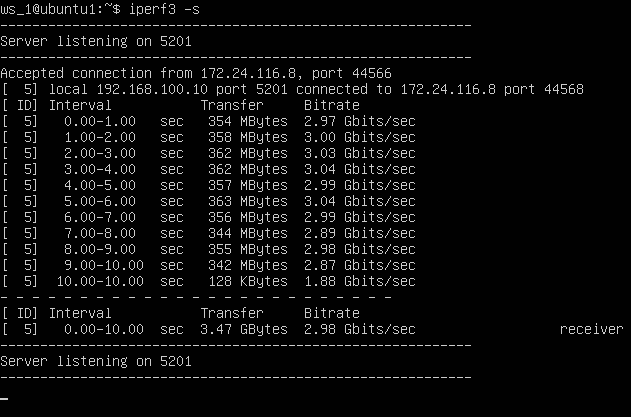 ws_1@ubuntu1:~$ iperf3 -s
-----------------------------------------------------------
Server listening on 5201
-----------------------------------------------------------
Accepted connection from 172.24.116.8, port 44566
[  5] local 192.168.100.10 port 5201 connected to 172.24.116.8 port 44568
[ ID] Interval           Transfer     Bitrate
[  5]   0.00-1.00   sec   354 MBytes  2.97 Gbits/sec
[  5]   1.00-2.00   sec   358 MBytes  3.00 Gbits/sec
[  5]   2.00-3.00   sec   362 MBytes  3.03 Gbits/sec
[  5]   3.00-4.00   sec   362 MBytes  3.04 Gbits/sec
[  5]   4.00-5.00   sec   357 MBytes  2.99 Gbits/sec
[  5]   5.00-6.00   sec   363 MBytes  3.04 Gbits/sec
[  5]   6.00-7.00   sec   356 MBytes  2.99 Gbits/sec
[  5]   7.00-8.00   sec   344 MBytes  2.89 Gbits/sec
[  5]   8.00-9.00   sec   355 MBytes  2.98 Gbits/sec
[  5]   9.00-10.00  sec   342 MBytes  2.87 Gbits/sec
[  5]  10.00-10.00  sec   128 KBytes  1.88 Gbits/sec
- - - - - - - - - - - - - - - - - - - - - - - - -
[ ID] Interval           Transfer     Bitrate
[  5]   0.00-10.00  sec  3.47 GBytes  2.98 Gbits/sec                  receiver
-----------------------------------------------------------
Server listening on 5201
-----------------------------------------------------------
_